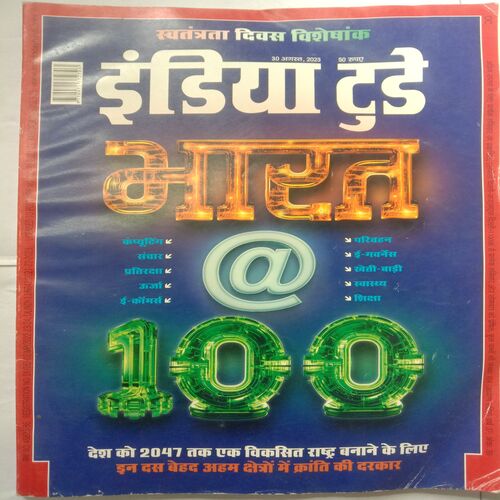 स्वतंत्रता दिवस विशेषांक
30 अगस्त, 2023 50 रुपए
इंडिया टुडे
भारत
@
100
कंप्यूटिंग
संचार
प्रतिरक्षा
ऊर्जा
ई-कॉमर्स
परिवहन
ई-गवर्नेंस
खेती-बाड़ी
स्वास्थ्य
शिक्षा
देश को 2047 तक एक विकसित राष्ट्र बनाने के लिए
इन दस बेहद अहम क्षेत्रों में क्रांति की दरकार